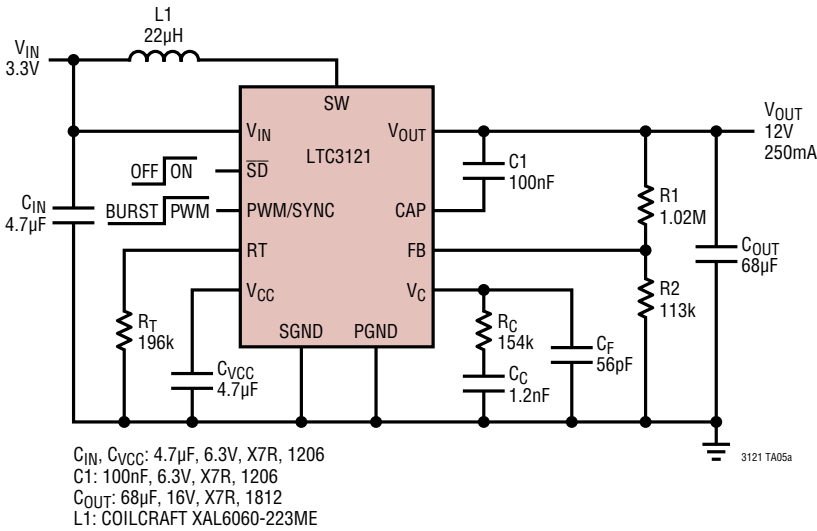 L1
22µH
VIN
3.3V
SW
VIN
VOUT
LTC3121
SD
PWM/SYNC
CAP
RT
FB
VCC
VC
SGND
PGND
OFF ON
BURST PWM
CIN
4.7µF
RT
196k
CVCC
4.7µF
C1
100nF
VOUT
12V
250mA
R1
1.02M
COUT
68µF
R2
113k
RC
154k
CC
1.2nF
CF
56pF
3121 TA05a
CIN, CVCC: 4.7µF, 6.3V, X7R, 1206
C1: 100nF, 6.3V, X7R, 1206
COUT: 68µF, 16V, X7R, 1812
L1: COILCRAFT XAL6060-223ME